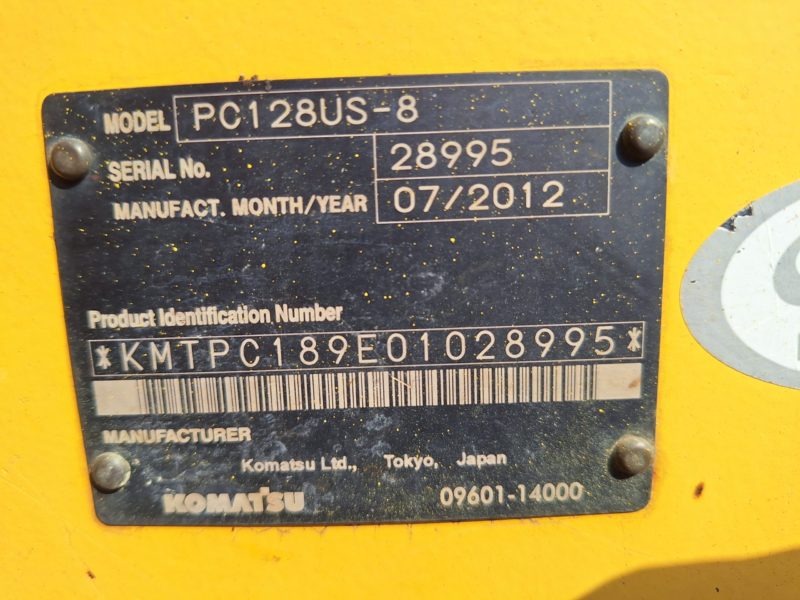 MODEL PC128US-8
SERIAL No. 28995
MANUFACT. MONTH/YEAR 07/2012
Product Identification Number
*KMTPC189E01028995*
MANUFACTURER
Komatsu Ltd., Tokyo, Japan
KOMATSU 09601-14000